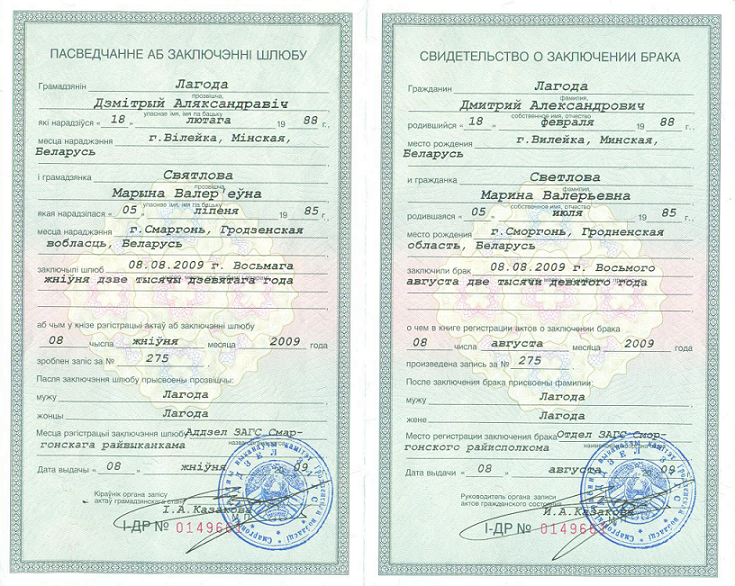 ПАСВЕДЧАННЕ АБ ЗАКЛЮЧЭННІ ШЛЮБУ
Грамадзянін Лагода
прозвішча,
Дзмітрый Аляксандравіч
уласнае імя, імя па бацьку
які нарадзіўся « 18 » лютага 19 88 г.,
месца нараджэння г.Вілейка, Мінская,
Беларусь
і грамадзянка Святлова
прозвішча,
Марына Валер'еўна
уласнае імя, імя па бацьку
якая нарадзілася « 05 » ліпеня 19 85 г.
месца нараджэння г.Смаргонь, Гродзенская
вобласць, Беларусь
заключылі шлюб 08.08.2009 г. Восьмага
жніўня дзве тысячы дзевятага года
аб чым у кнізе рэгістрацыі актаў аб заключэнні шлюбу
08 чысла жніўня месяца 2009 года
зроблен запіс за № 275
Пасля заключэння шлюбу прысвоены прозвішчы:
мужу Лагода
жонцы Лагода
Месца рэгістрацыі заключэння шлюбу Аддзел ЗАГС Смар-
гонскага райвыканкама
Дата выдачы « 08 » жніўня 2009
Кіраўнік органа запісу
актаў грамадзянскага стану
І.А.Казакова
І-ДР № 014966
СВИДЕТЕЛЬСТВО О ЗАКЛЮЧЕНИИ БРАКА
Гражданин Лагода
фамилия,
Дмитрий Александрович
собственное имя, отчество
родившийся « 18 » февраля 19 88 г.,
место рождения г.Вилейка, Минская,
Беларусь
и гражданка Светлова
фамилия,
Марина Валерьевна
собственное имя, отчество
родившаяся « 05 » июля 19 85 г.
место рождения г.Сморгонь, Гродненская
область, Беларусь
заключили брак 08.08.2009 г. Восьмого
августа две тысячи девятого года
о чем в книге регистрации актов о заключении брака
08 числа августа месяца 2009 года
произведена запись за № 275
После заключения брака присвоены фамилии:
мужу Лагода
жене Лагода
Место регистрации заключения брака Отдел ЗАГС Смор-
гонского райисполкома
Дата выдачи « 08 » августа 2009
Руководитель органа записи
актов гражданского состояния
И.А.Казакова
І-ДР № 014966